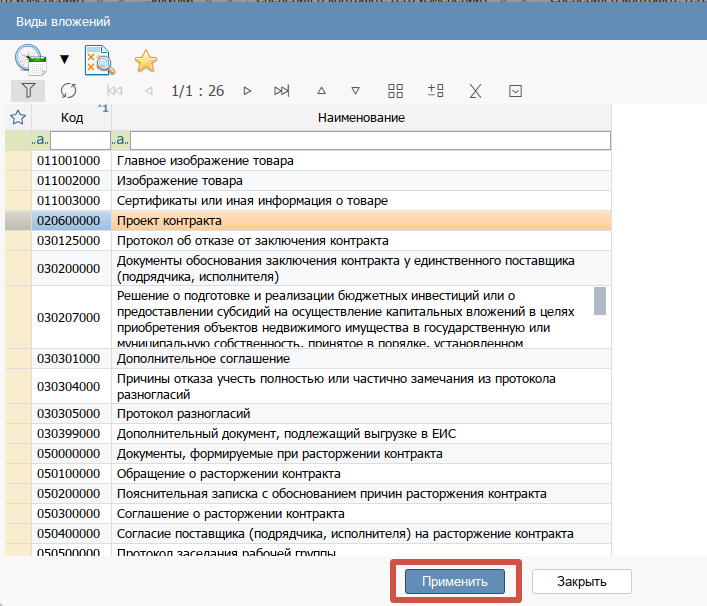 Виды вложений
1/1 : 26
Код
1
Наименование
..а..
..а..
011001000 Главное изображение товара
011002000 Изображение товара
011003000 Сертификаты или иная информация о товаре
020600000 Проект контракта
030125000 Протокол об отказе от заключения контракта
030200000 Документы обоснования заключения контракта у единственного поставщика
(подрядчика, исполнителя)
030207000 Решение о подготовке и реализации бюджетных инвестиций или о
предоставлении субсидий на осуществление капитальных вложений в целях
приобретения объектов недвижимого имущества в государственную или
муниципальную собственность, принятое в порядке, установленном
030301000 Дополнительное соглашение
030304000 Причины отказа учесть полностью или частично замечания из протокола
разногласий
030305000 Протокол разногласий
030399000 Дополнительный документ, подлежащий выгрузке в ЕИС
050000000 Документы, формируемые при расторжении контракта
050100000 Обращение о расторжении контракта
050200000 Пояснительная записка с обоснованием причин расторжения контракта
050300000 Соглашение о расторжении контракта
050400000 Согласие поставщика (подрядчика, исполнителя) на расторжение контракта
050500000 Протокол заседания рабочей группы
Применить
Закрыть